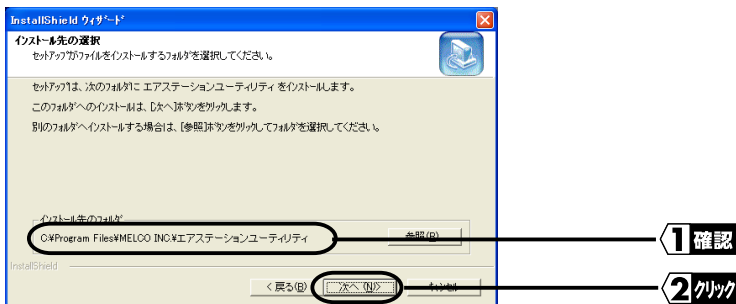 InstallShield ウィザード
インストール先の選択
セットアップがファイルをインストールするフォルダを選択してください。
セットアップは、次のフォルダに エアステーションユーティリティ をインストールします。
このフォルダへのインストールは、[次へ]ボタンをクリックします。
別のフォルダへインストールする場合は、[参照]ボタンをクリックしてフォルダを選択してください。
インストール先のフォルダ
C:¥Program Files¥MELCO INC¥エアステーションユーティリティ
参照(R)
1 確認
InstallShield
< 戻る(B)
次へ (N)>
キャンセル
2 クリック